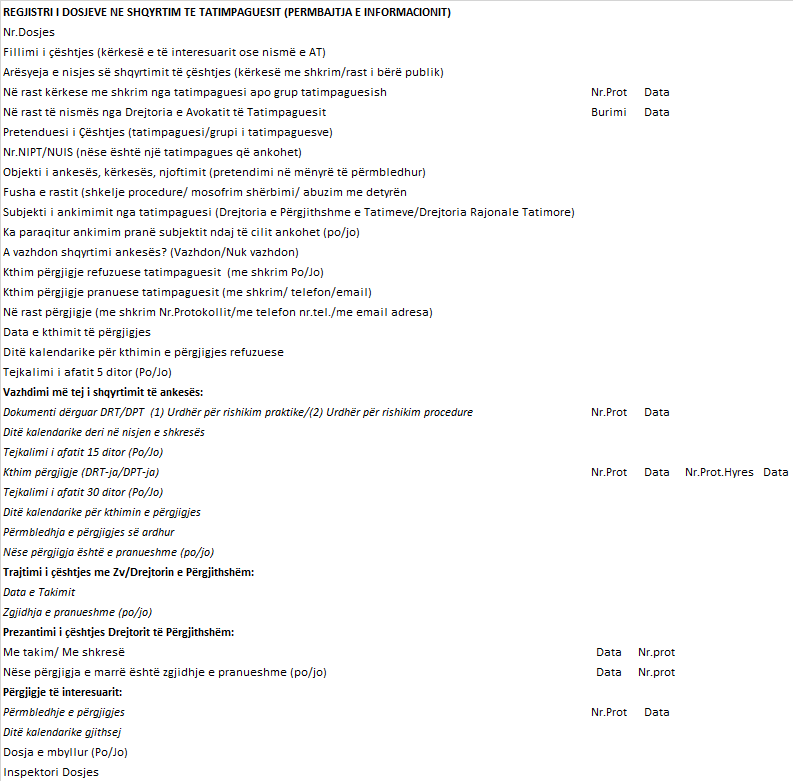 REGJISTRI I DOSJEVE NE SHQYRTIM TE TATIMPAGUESIT (PERMBAJTJA E INFORMACIONIT)
Nr.Dosjes
Fillimi i çështjes (kërkesë e të interesuarit ose nismë e AT)
Arësyeja e nisjes së shqyrtimit të çështjes (kërkesë me shkrim/rast i bërë publik)
Në rast kërkese me shkrim nga tatimpaguesi apo grup tatimpaguesish Nr.Prot Data
Në rast të nismës nga Drejtoria e Avokatit të Tatimpaguesit Burimi Data
Pretenduesi i Çështjes (tatimpaguesi/grupi i tatimpaguesve)
Nr.NIPT/NUIS (nëse është një tatimpagues që ankohet)
Objekti i ankesës, kërkesës, njoftimit (pretendimi në mënyrë të përmbledhur)
Fusha e rastit (shkelje procedure/ mosofrim shërbimi/ abuzim me detyrën
Subjekti i ankimimit nga tatimpaguesi (Drejtoria e Përgjithshme e Tatimeve/Drejtoria Rajonale Tatimore)
Ka paraqitur ankimim pranë subjektit ndaj të cilit ankohet (po/jo)
A vazhdon shqyrtimi ankesës? (Vazhdon/Nuk vazhdon)
Kthim përgjigje refuzuese tatimpaguesit (me shkrim Po/Jo)
Kthim përgjigje pranuese tatimpaguesit (me shkrim/ telefon/email)
Në rast përgjigje (me shkrim Nr.Protokollit/me telefon nr.tel./me email adresa)
Data e kthimit të përgjigjes
Ditë kalendarike për kthimin e përgjigjes refuzuese
Tejkalimi i afatit 5 ditor (Po/Jo)
Vazhdimi më tej i shqyrtimit të ankesës:
Dokumenti dërguar DRT/DPT (1) Urdhër për rishikim praktike/(2) Urdhër për rishikim procedure Nr.Prot Data
Ditë kalendarike deri në nisjen e shkresës
Tejkalimi i afatit 15 ditor (Po/Jo)
Kthim përgjigje (DRT-ja/DPT-ja) Nr.Prot Data Nr.Prot.Hyres Data
Tejkalimi i afatit 30 ditor (Po/Jo)
Ditë kalendarike për kthimin e përgjigjes
Përmbledhja e përgjigjes së ardhur
Nëse përgjigja është e pranueshme (po/jo)
Trajtimi i çështjes me Zv/Drejtorin e Përgjithshëm:
Data e Takimit
Zgjidhja e pranueshme (po/jo)
Prezantimi i çështjes Drejtorit të Përgjithshëm:
Me takim/ Me shkresë Data Nr.prot
Nëse përgjigja e marrë është zgjidhje e pranueshme (po/jo) Data Nr.prot
Përgjigje të interesuarit:
Përmbledhje e përgjigjes Nr.Prot Data
Ditë kalendarike gjithsej
Dosja e mbyllur (Po/Jo)
Inspektori Dosjes